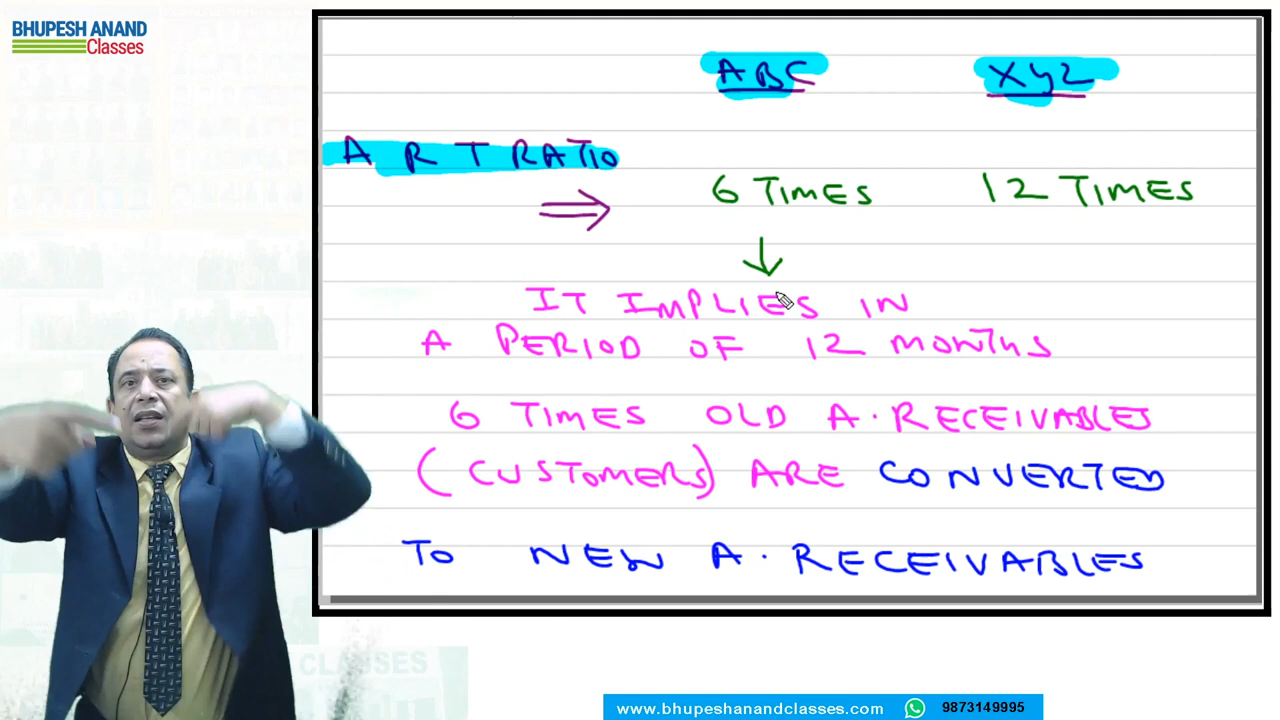 BHUPESH ANAND
Classes
ABC XYZ
A R T RATIO
⇒ 6 TIMES 12 TIMES
↓
IT IMPLIES IN
A PERIOD OF 12 MONTHS
6 TIMES OLD A. RECEIVABLES
(CUSTOMERS) ARE CONVERTED
TO NEW A. RECEIVABLES
CLASSES
www.bhupeshanandclasses.com 9873149995